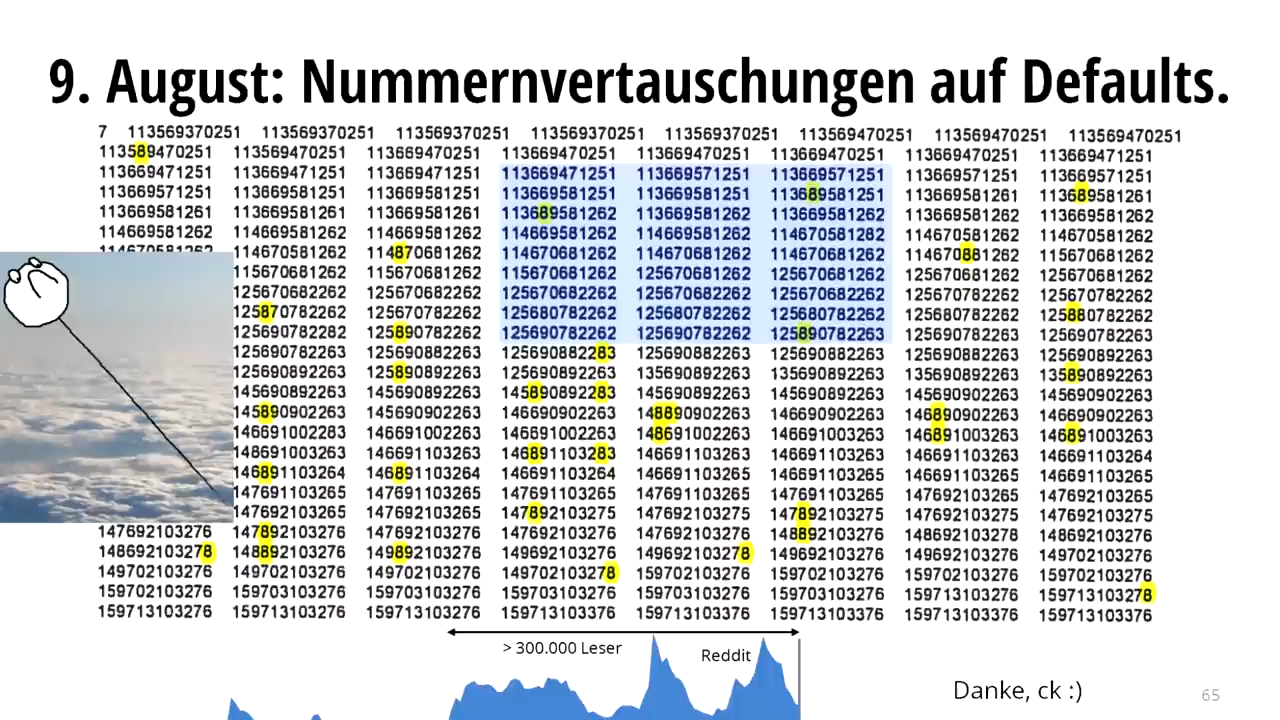 9. August: Nummernvertauschungen auf Defaults.
7 113569370251 113569370251 113569370251 113569370251 113569370251 113569470251 113569470251 113569470251
113589470251 113569470251 113669470251 113669470251 113669470251 113669470251 113669470251 113669471251
113669471251 113669471251 113669471251 113669471251 113669571251 113669571251 113669571251 113669571251
113669571251 113669571251 113669581251 113669581251 113669581251 113689581251 113669581261 113689581261
113669581261 113669581261 113669581261 113689581262 113669581262 113669581262 113669581262 113669581262
114669581262 114669581262 114669581262 114669581262 114669581262 114670581282 114670581262 114670581262
114670581262 114670581262 114870681262 114670681262 114670681262 114670681262 114670881262 115670681262
115670681262 115670681262 115670681262 125670681262 125670681262 125670681262 125670682262
125670682262 125670682262 125670682262 125670682262 125670682262 125670782262 125670782262
125870782262 125670782262 125680782262 125680782262 125680782262 125680782262 125880782262
125690782262 125890782262 125690782262 125690782262 125890782263 125690782263 125690782263
125690782282 125690882263 125690882283 125690882263 125690882263 125690882263 125690892263
125690892263 125890892263 125690892263 135690892263 135690892263 135690892263 135890892263
145690892263 145690892263 145890892283 145690892263 145690892263 145690902263 145690902263
145890902263 145690902263 146690902263 148890902263 146690902263 146890902263 146690902263
146691002283 146691002263 146691002263 148691002263 146691003263 146891003263 146891003263
148691003263 146691103263 146891103283 146691103263 146691103263 146691103263 146691103264
146891103264 146891103264 146691103264 146691103263 146691103265 146691103265 146691103265
147691103265 147691103265 147691103265 147691103265 147691103265 147691103265 147691103265
147692103265 147692103265 147892103275 147692103275 147892103275 147692103275 147692103275
147692103276 147892103276 147692103276 147692103276 147692103276 148892103276 148692103278 148692103276
148692103278 148892103276 149892103276 149692103276 149692103278 149692103276 149692103276 149702103276
149702103276 149702103276 149702103276 149702103278 159702103276 159702103276 159702103276 159702103276
159702103276 159703103276 159703103276 159703103276 159703103276 159703103276 159713103276 159713103278
159713103276 159713103276 159713103276 159713103376 159713103376 159713103376 159713103376 159713103376
> 300.000 Leser
Reddit
Danke, ck :)
65